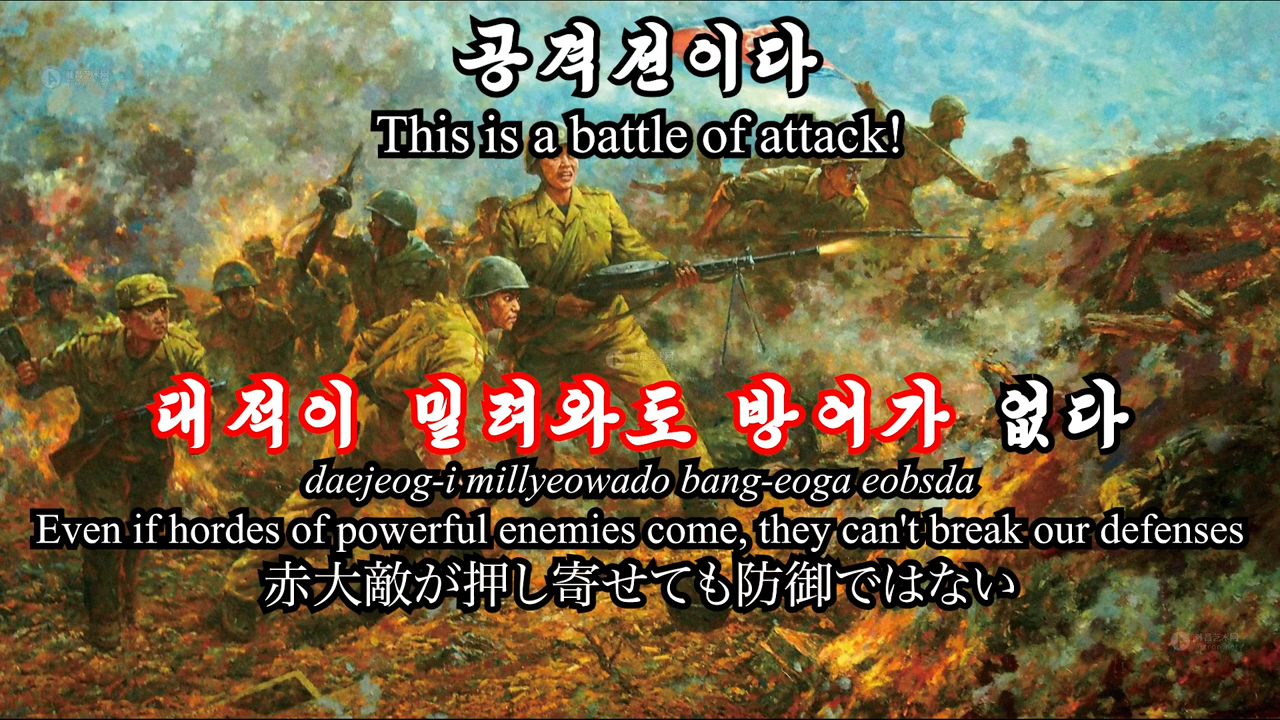 공격전이다
This is a battle of attack!
대적이 밀려와도 방어가 없다
daejeog-i millyeowado bang-eoga eobsda
Even if hordes of powerful enemies come, they can't break our defenses
赤大敵が押し寄せても防御ではない